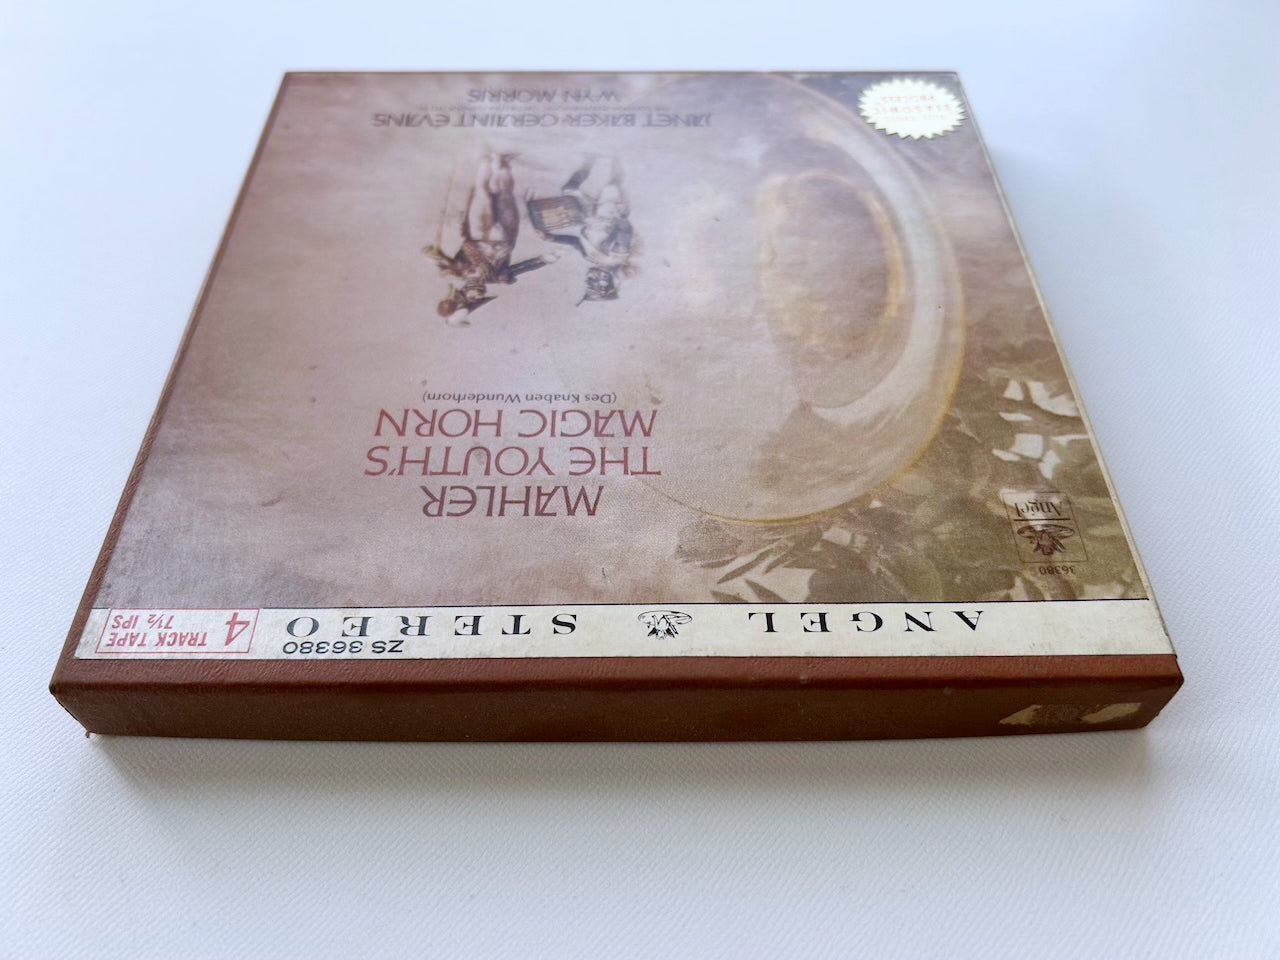 ANGEL STEREO
ZS 36380
4
TRACK TAPE
7½ IPS
36380
Angel
MAHLER
THE YOUTH'S
MAGIC HORN
(Des Knaben Wunderhorn)
JANET BAKER·GERAINT EVANS
WYN MORRIS
PROCESS